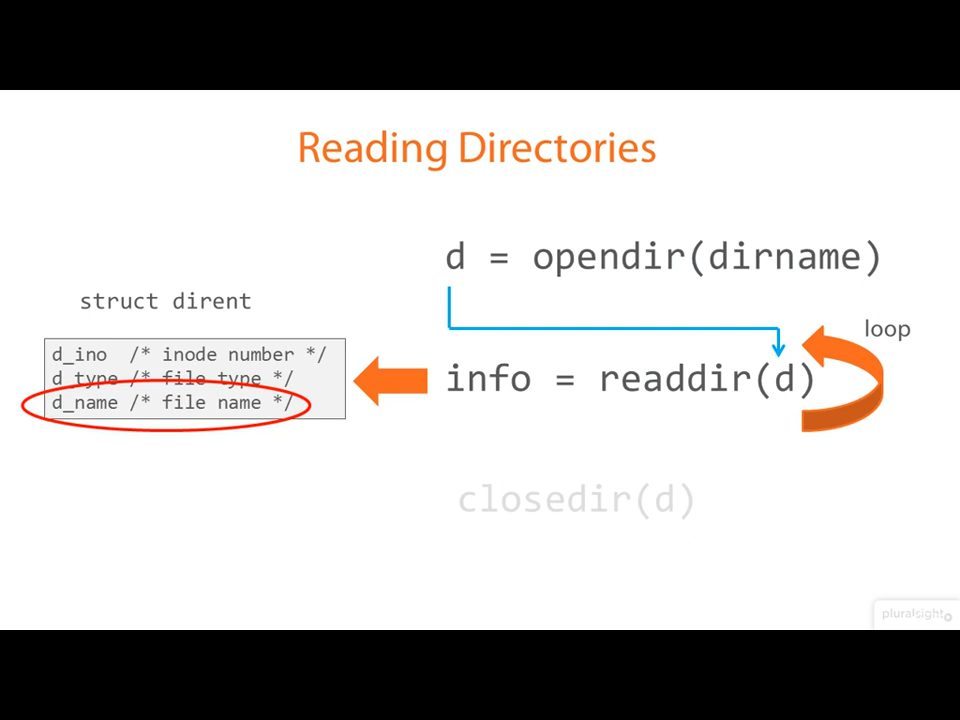 Reading Directories
d = opendir(dirname)
struct dirent
loop
d_ino /* inode number */
d_type /* file type */
d_name /* file name */
info = readdir(d)
closedir(d)
pluralsight